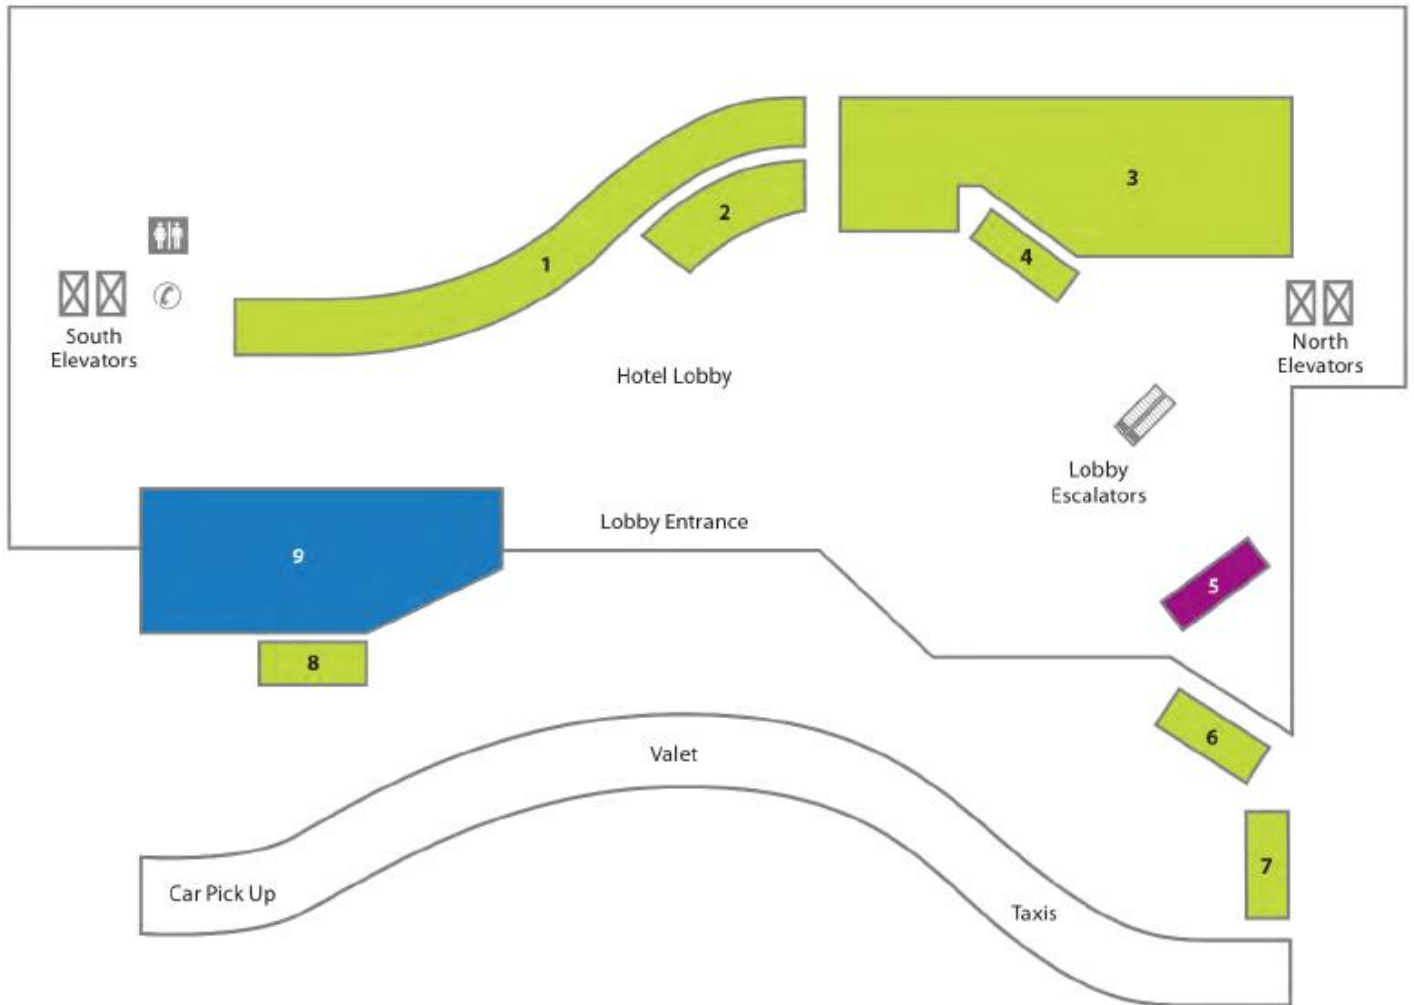 3
2
4
1
South
Elevators
North
Elevators
Hotel Lobby
Lobby
Escalators
Lobby Entrance
9
5
8
6
Valet
7
Car Pick Up
Taxis